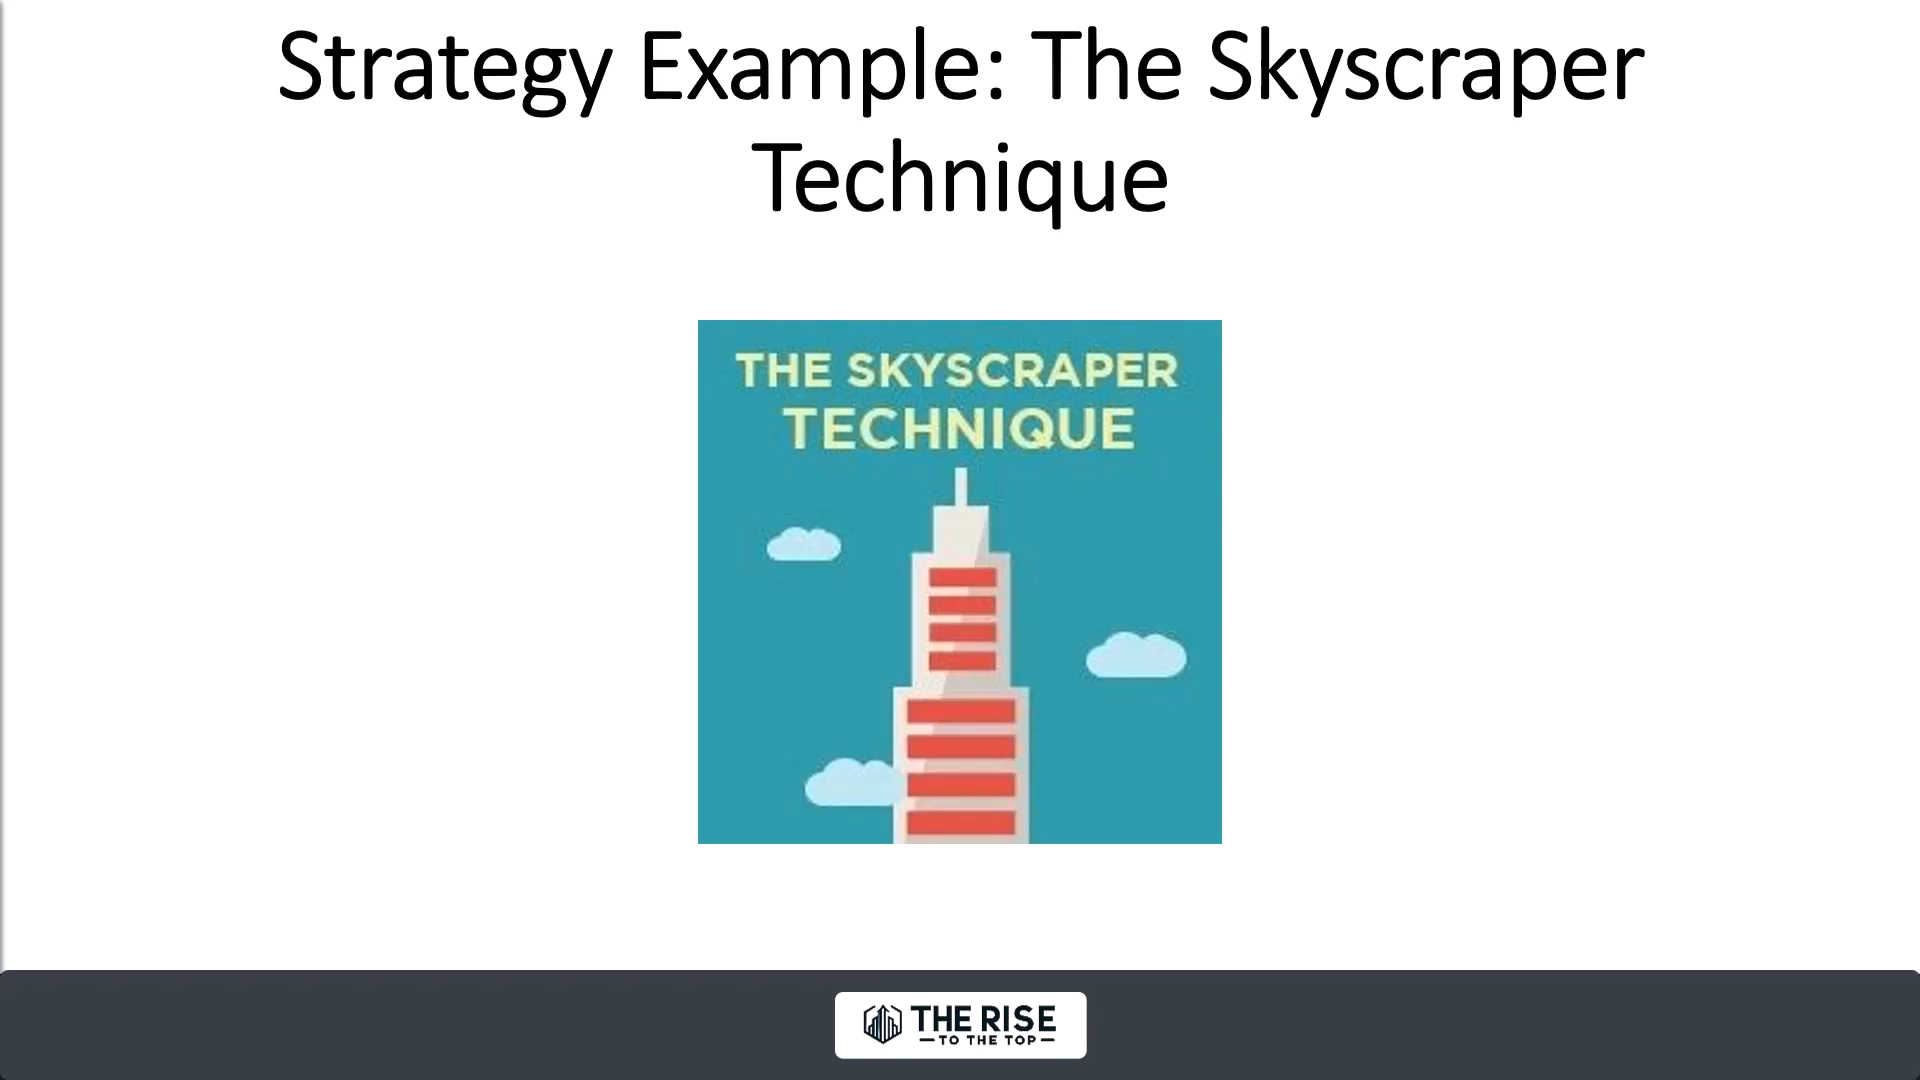 Strategy Example: The Skyscraper
Technique
THE SKYSCRAPER
TECHNIQUE
THE RISE
TO THE TOP